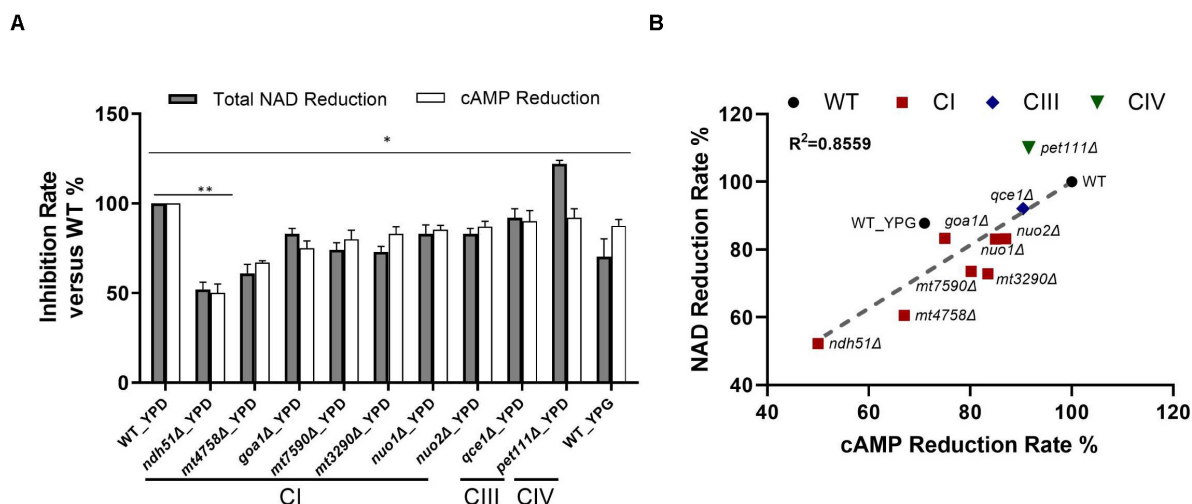 A
Total NAD Reduction
cAMP Reduction
Inhibition Rate
versus WT %
150
100
50
0
*
**
WT_YPD
ndh51Δ_YPD
mt4758Δ_YPD
goa1Δ_YPD
mt7590Δ_YPD
mt3290Δ_YPD
nuo1Δ_YPD
nuo2Δ_YPD
qce1Δ_YPD
pet111Δ_YPD
WT_YPG
CI
CIII
CIV
B
WT
CI
CIII
CIV
R²=0.8559
NAD Reduction Rate %
120
100
80
60
40
pet111Δ
WT
qce1Δ
WT_YPG
goa1Δ
nuo2Δ
nuo1Δ
mt7590Δ
mt3290Δ
mt4758Δ
ndh51Δ
40
60
80
100
120
cAMP Reduction Rate %